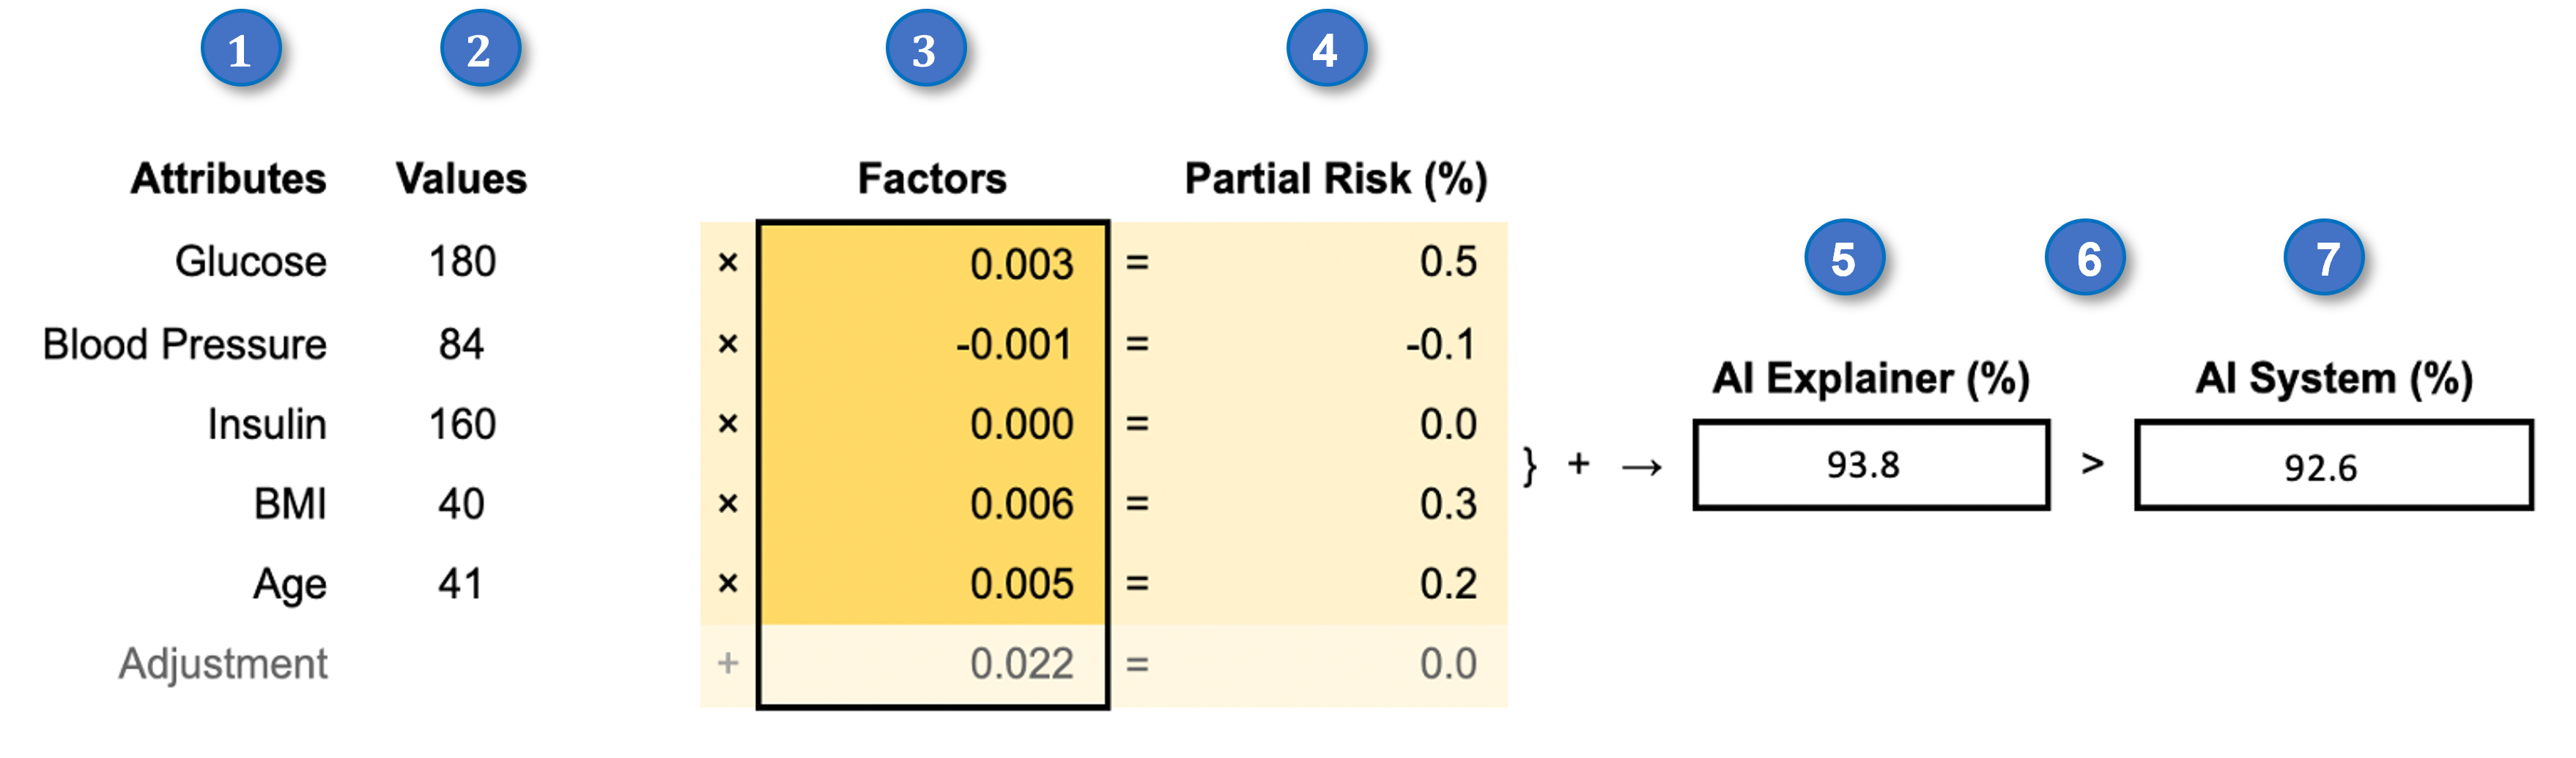 1 2 3 4
Attributes Values Factors Partial Risk (%)
Glucose 180 × 0.003 = 0.5
Blood Pressure 84 × -0.001 = -0.1
Insulin 160 × 0.000 = 0.0
BMI 40 × 0.006 = 0.3
Age 41 × 0.005 = 0.2
Adjustment + 0.022 = 0.0
5 6 7
AI Explainer (%) AI System (%)
} + → 93.8 > 92.6